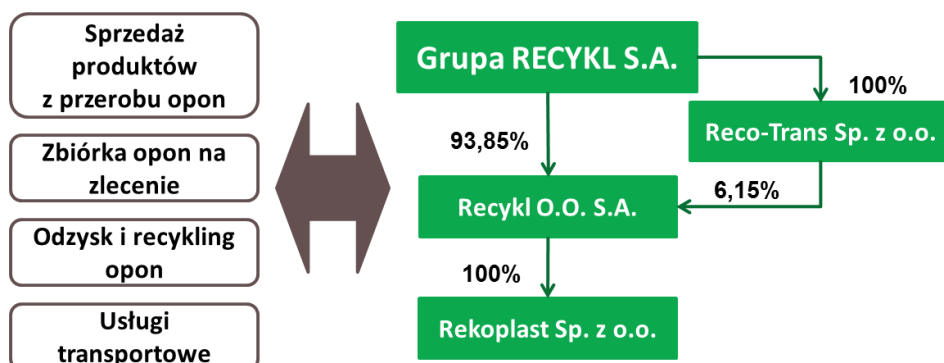 Sprzedaż
produktów
z przerobu opon
Zbiórka opon na
zlecenie
Odzysk i recykling
opon
Usługi
transportowe
Grupa RECYKL S.A.
100%
Reco-Trans Sp. z o.o.
93,85%
6,15%
Recykl O.O. S.A.
100%
Rekoplast Sp. z o.o.